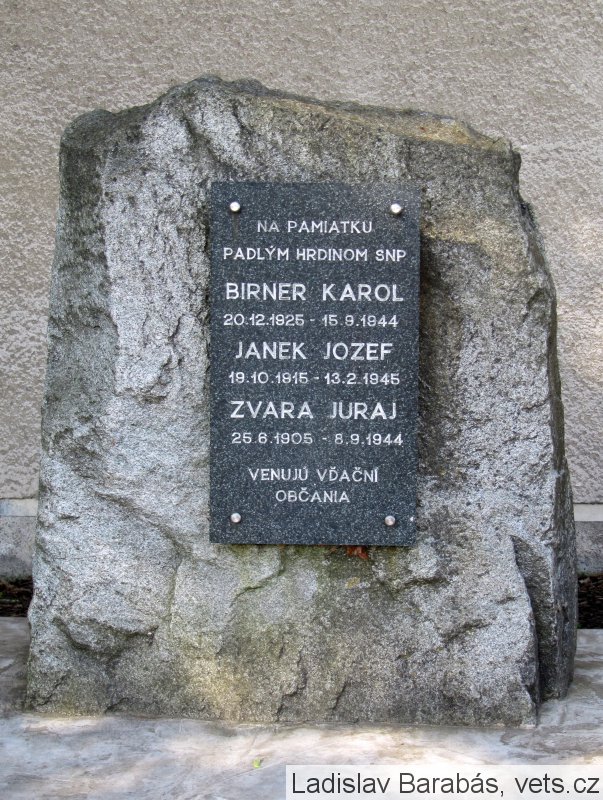 NA PAMIATKU
PADLÝM HRDINOM SNP
BIRNER KAROL
20.12.1925 - 15.9.1944
JANEK JOZEF
19.10.1915 - 13.2.1945
ZVARA JURAJ
25.6.1905 - 8.9.1944
VENUJÚ VĎAČNÍ
OBČANIA
Ladislav Barabás, vets.cz